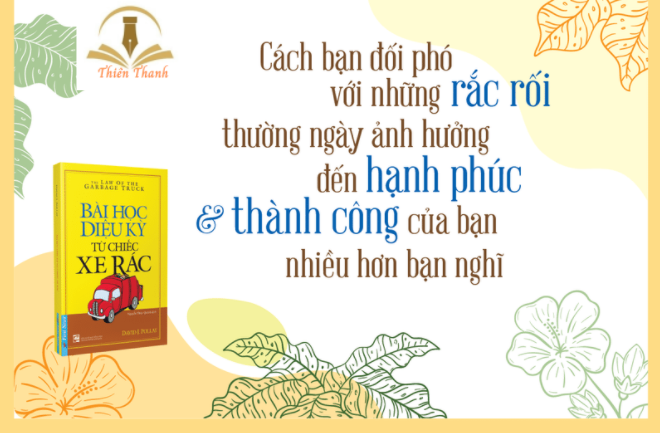 Thiên Thanh
Cách bạn đối phó
với những rắc rối
thường ngày ảnh hưởng
đến hạnh phúc
& thành công của bạn
nhiều hơn bạn nghĩ
THE LAW OF THE
GARBAGE TRUCK
BÀI HỌC
DIỆU KỲ
TỪ CHIẾC
XE RÁC
DAVID J. POLLAY